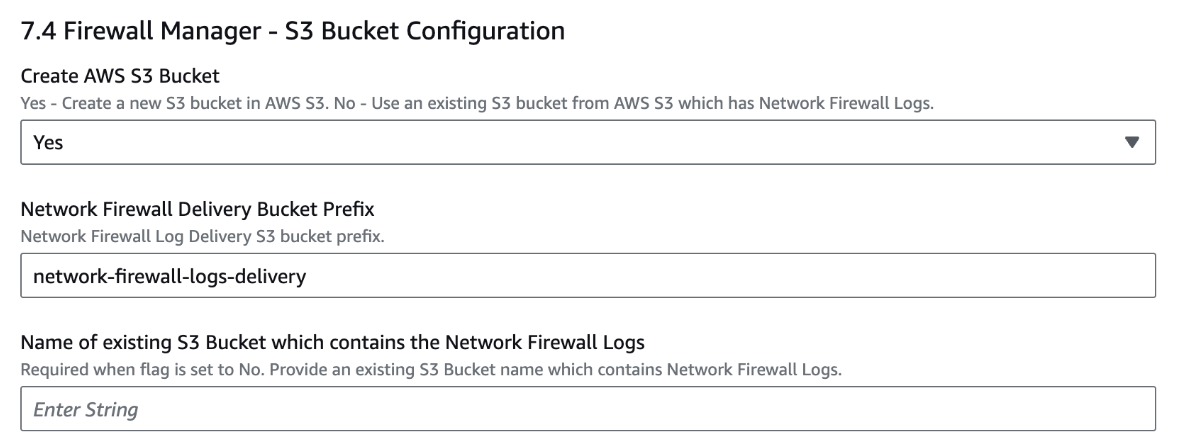 7.4 Firewall Manager - S3 Bucket Configuration
Create AWS S3 Bucket
Yes - Create a new S3 bucket in AWS S3. No - Use an existing S3 bucket from AWS S3 which has Network Firewall Logs.
Yes
Network Firewall Delivery Bucket Prefix
Network Firewall Log Delivery S3 bucket prefix.
network-firewall-logs-delivery
Name of existing S3 Bucket which contains the Network Firewall Logs
Required when flag is set to No. Provide an existing S3 Bucket name which contains Network Firewall Logs.
Enter String